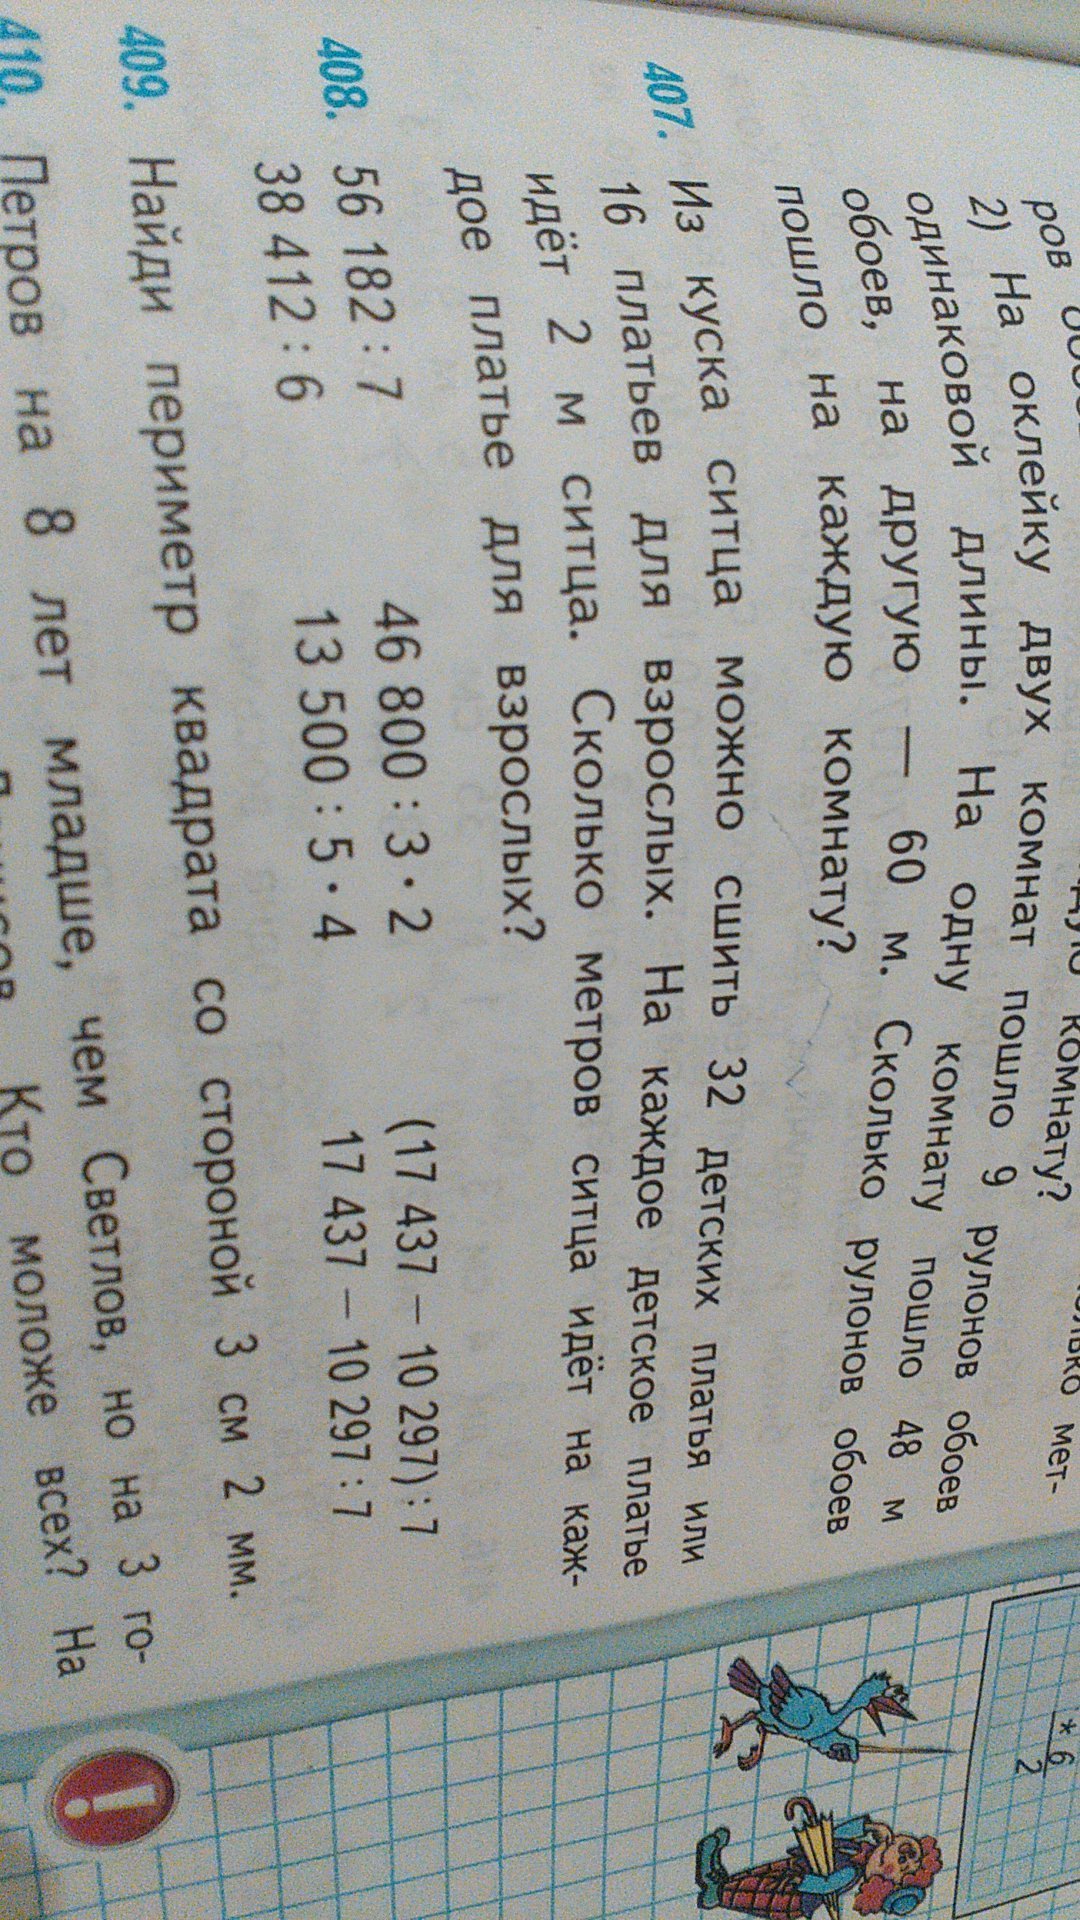 ров
комнату?
мет-
2) На оклейку двух комнат пошло 9 рулонов обоев
одинаковой длины. На одну комнату пошло 48 м
обоев, на другую — 60 м. Сколько рулонов обоев
пошло на каждую комнату?
407. Из куска ситца можно сшить 32 детских платья или
16 платьев для взрослых. На каждое детское платье
идёт 2 м ситца. Сколько метров ситца идёт на каж-
дое платье для взрослых?
408. 56 182 : 7 46 800 : 3 · 2 (17 437 – 10 297) : 7
38 412 : 6 13 500 : 5 · 4 17 437 – 10 297 : 7
409. Найди периметр квадрата со стороной 3 см 2 мм.
410. Петров на 8 лет младше, чем Светлов, но на 3 го-
Кто моложе всех? На
* 6
2
!